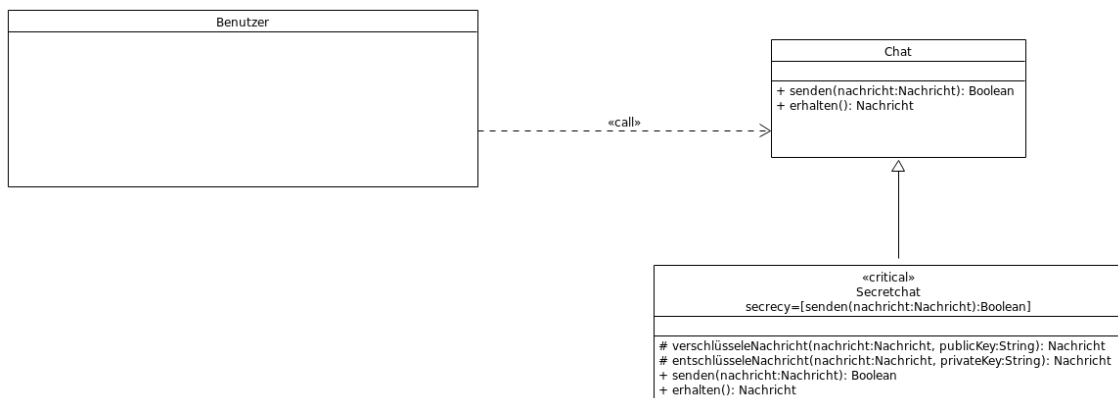 Benutzer
Chat
+ senden(nachricht:Nachricht): Boolean
+ erhalten(): Nachricht
«call»
«critical»
Secretchat
secrecy=[senden(nachricht:Nachricht):Boolean]
# verschlüsseleNachricht(nachricht:Nachricht, publicKey:String): Nachricht
# entschlüsseleNachricht(nachricht:Nachricht, privateKey:String): Nachricht
+ senden(nachricht:Nachricht): Boolean
+ erhalten(): Nachricht